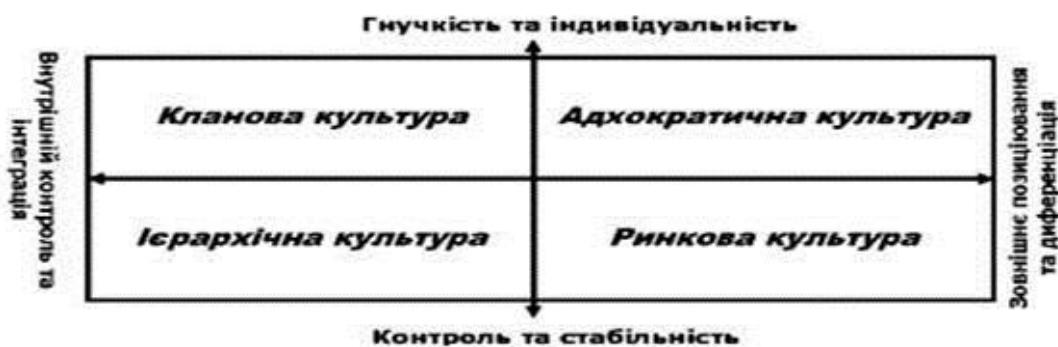 Гнучкість та індивідуальність
Внутрішній контроль та
інтеграція
Кланова культура
Адхократична культура
Зовнішнє позиціювання
та диференціація
Ієрархічна культура
Ринкова культура
Контроль та стабільність